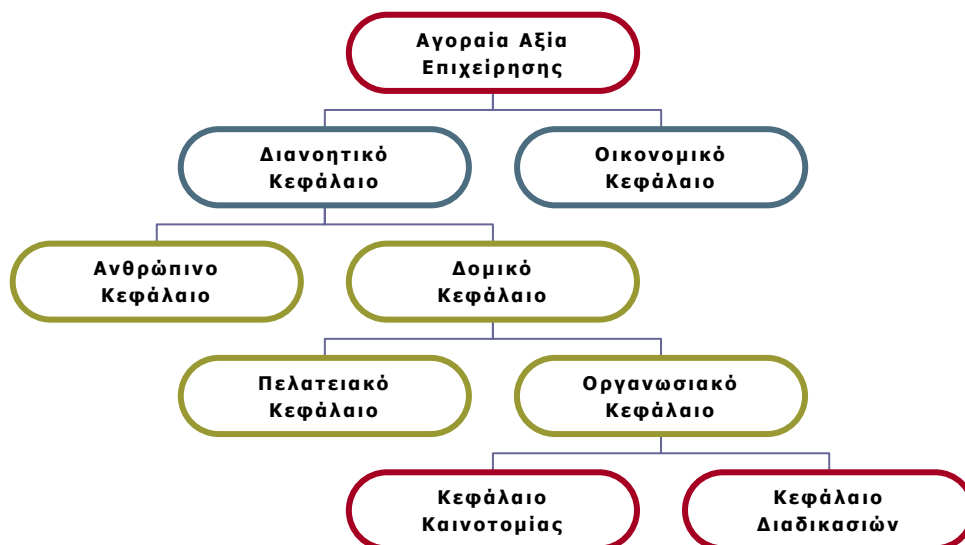 Αγοραία Αξία
Επιχείρησης
Διανοητικό
Κεφάλαιο
Οικονομικό
Κεφάλαιο
Ανθρώπινο
Κεφάλαιο
Δομικό
Κεφάλαιο
Πελατειακό
Κεφάλαιο
Οργανωσιακό
Κεφάλαιο
Κεφάλαιο
Καινοτομίας
Κεφάλαιο
Διαδικασιών